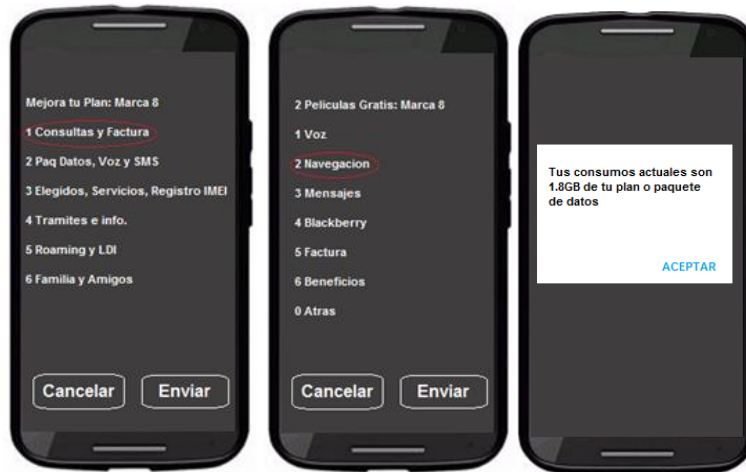 Mejora tu Plan: Marca 8
1 Consultas y Factura
2 Paq Datos, Voz y SMS
3 Elegidos, Servicios, Registro IMEI
4 Tramites e info.
5 Roaming y LDI
6 Familia y Amigos
Cancelar Enviar
2 Peliculas Gratis: Marca 8
1 Voz
2 Navegacion
3 Mensajes
4 Blackberry
5 Factura
6 Beneficios
0 Atras
Cancelar Enviar
Tus consumos actuales son
1.8GB de tu plan o paquete
de datos
ACEPTAR